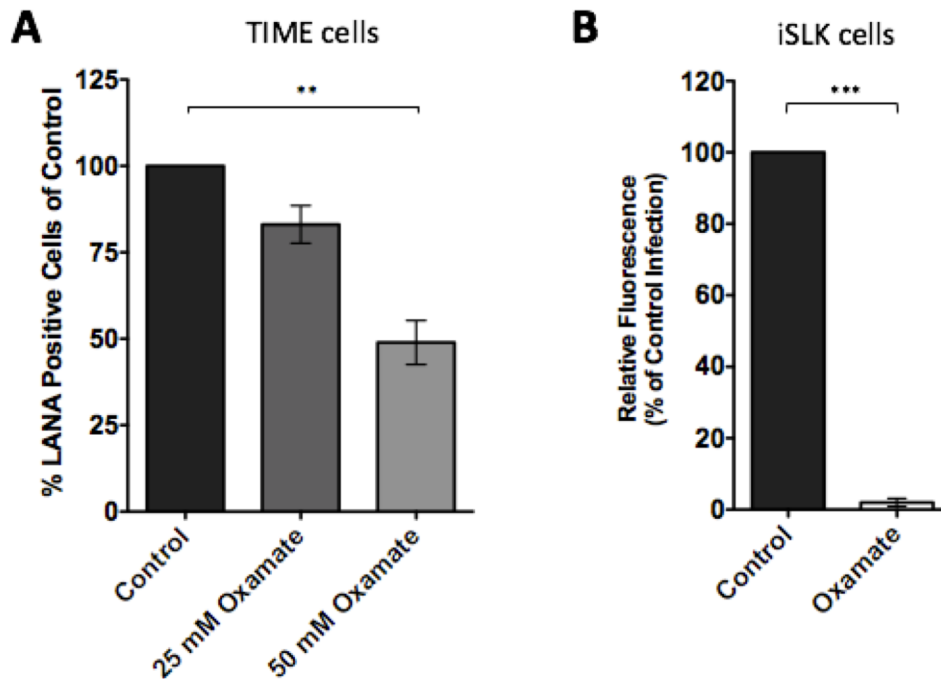 A
TIME cells
125
100
75
50
25
0
% LANA Positive Cells of Control
**
Control
25 mM Oxamate
50 mM Oxamate
B
iSLK cells
120
100
80
60
40
20
0
Relative Fluorescence
(% of Control Infection)
***
Control
Oxamate